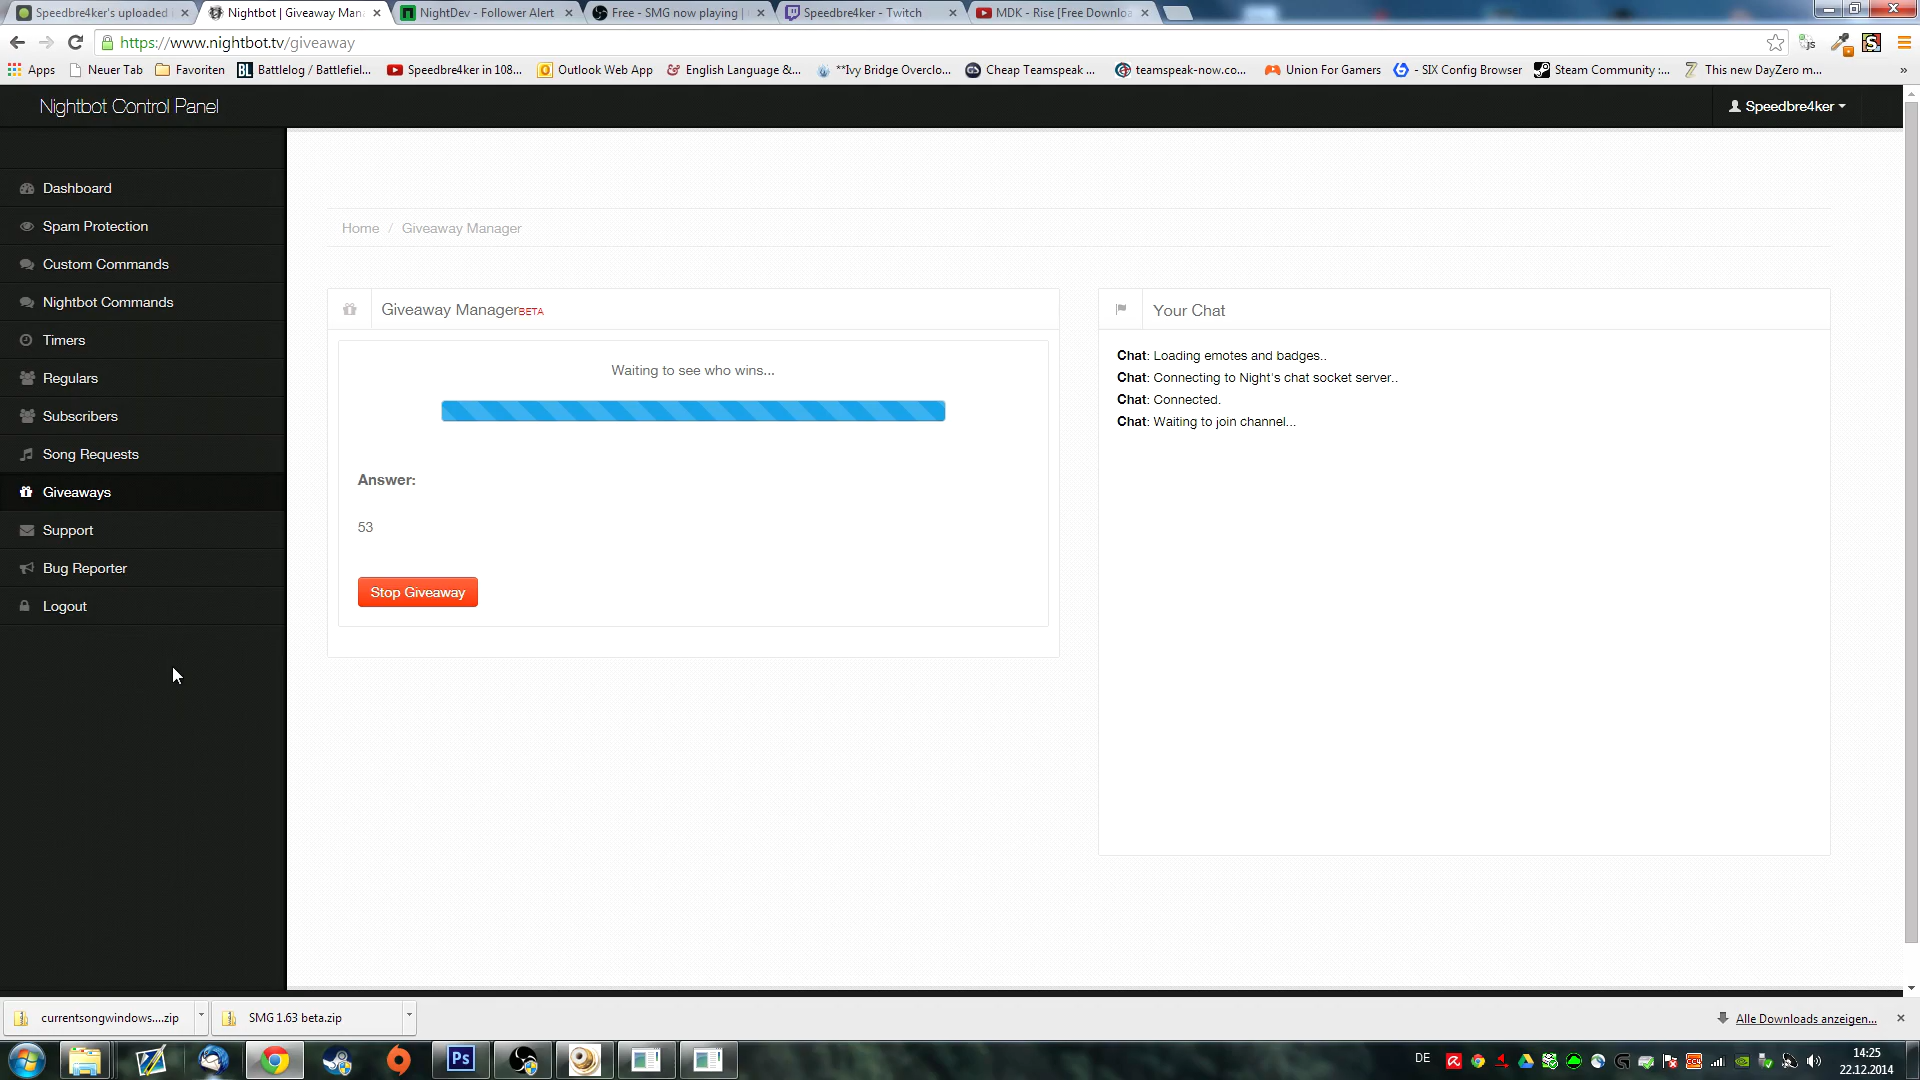 Speedbre4ker's uploaded
Nightbot | Giveaway Man
NightDev - Follower Alert
Free - SMG now playing |
Speedbre4ker - Twitch
MDK - Rise [Free Downloa
https://www.nightbot.tv/giveaway
Apps
Neuer Tab
Favoriten
Battlelog / Battlefiel...
Speedbre4ker in 108...
Outlook Web App
English Language &...
**Ivy Bridge Overclo...
Cheap Teamspeak ...
teamspeak-now.co...
Union For Gamers
- SIX Config Browser
Steam Community :...
This new DayZero m...
»
Nightbot Control Panel
Speedbre4ker
Dashboard
Spam Protection
Custom Commands
Nightbot Commands
Timers
Regulars
Subscribers
Song Requests
Giveaways
Support
Bug Reporter
Logout
Home / Giveaway Manager
Giveaway ManagerBETA
Waiting to see who wins...
Answer:
53
Stop Giveaway
Your Chat
Chat: Loading emotes and badges..
Chat: Connecting to Night's chat socket server..
Chat: Connected.
Chat: Waiting to join channel...
currentsongwindows....zip
SMG 1.63 beta.zip
Alle Downloads anzeigen...
Ps
DE
14:25
22.12.2014